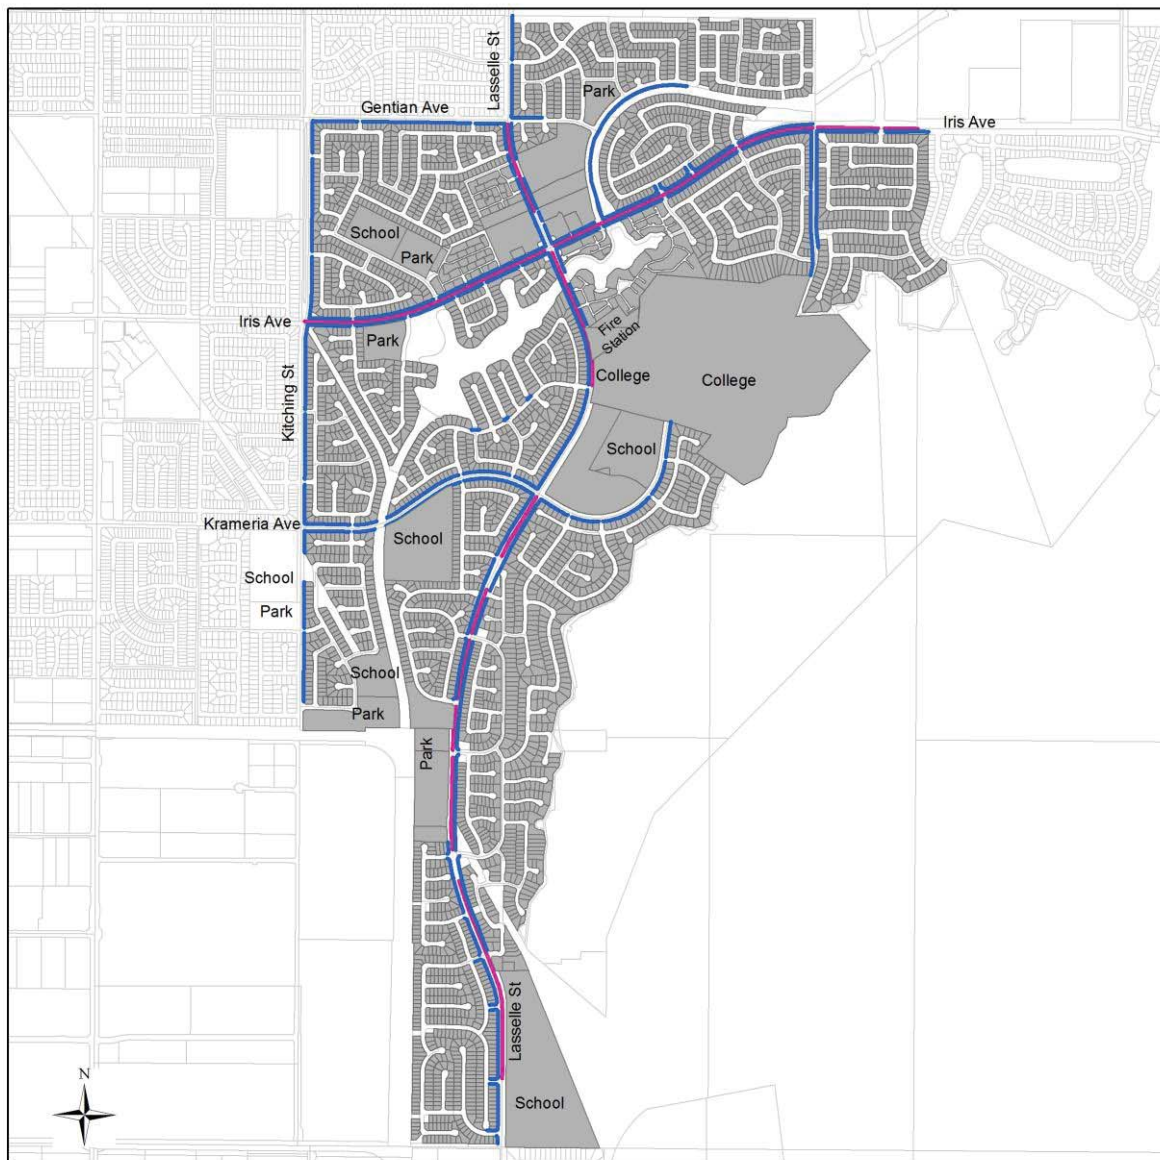 Lasselle St
Park
Gentian Ave
Iris Ave
School
Park
Iris Ave
Fire
Station
Park
Kitching St
College
College
School
Krameria Ave
School
School
Park
School
Park
Park
Lasselle St
N
School